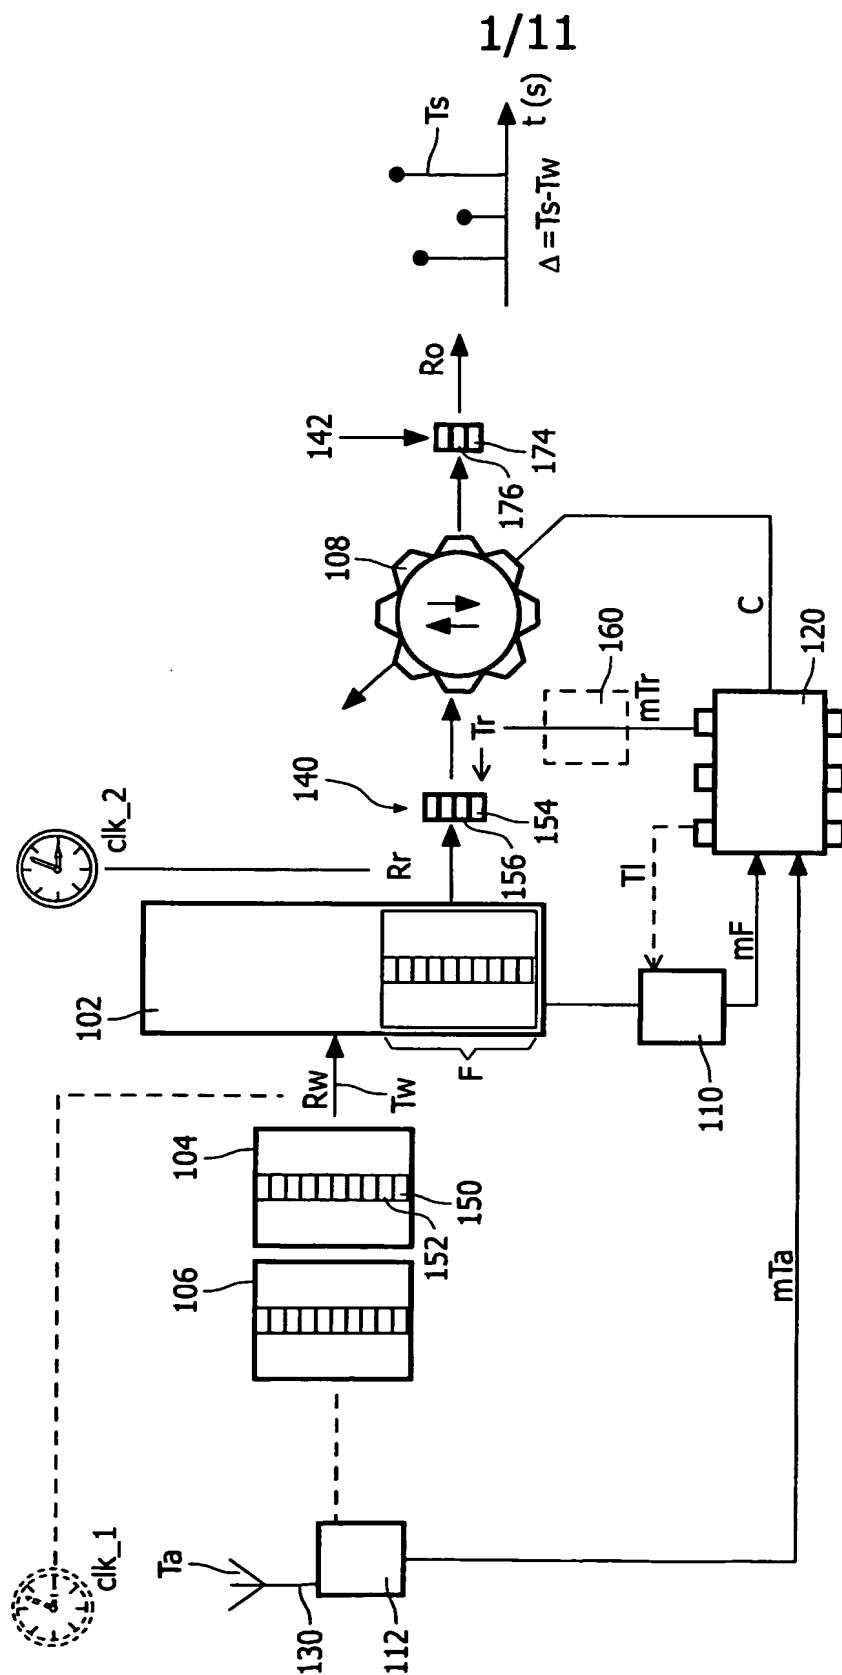 1/11
clk_1
Ta
130
112
106
104
152
150
Rw
Tw
102
F
clk_2
Rr
140
156
154
Tr
108
142
176
174
Ro
Ts
t (s)
Δ =Ts-Tw
160
mTr
C
120
Tl
mF
110
mTa